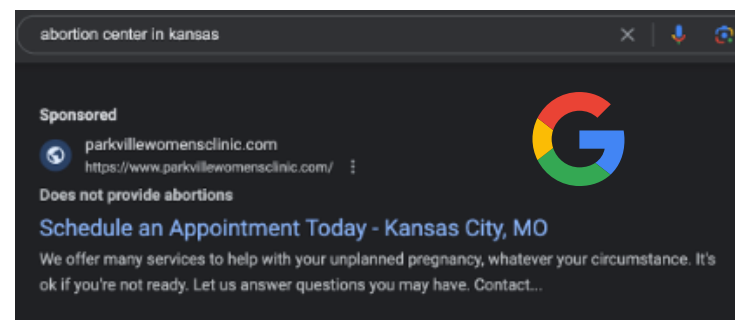 abortion center in kansas
Sponsored
parkvillewomensclinic.com
https://www.parkvillewomensclinic.com/
Does not provide abortions
Schedule an Appointment Today - Kansas City, MO
We offer many services to help with your unplanned pregnancy, whatever your circumstance. It's
ok if you're not ready. Let us answer questions you may have. Contact...